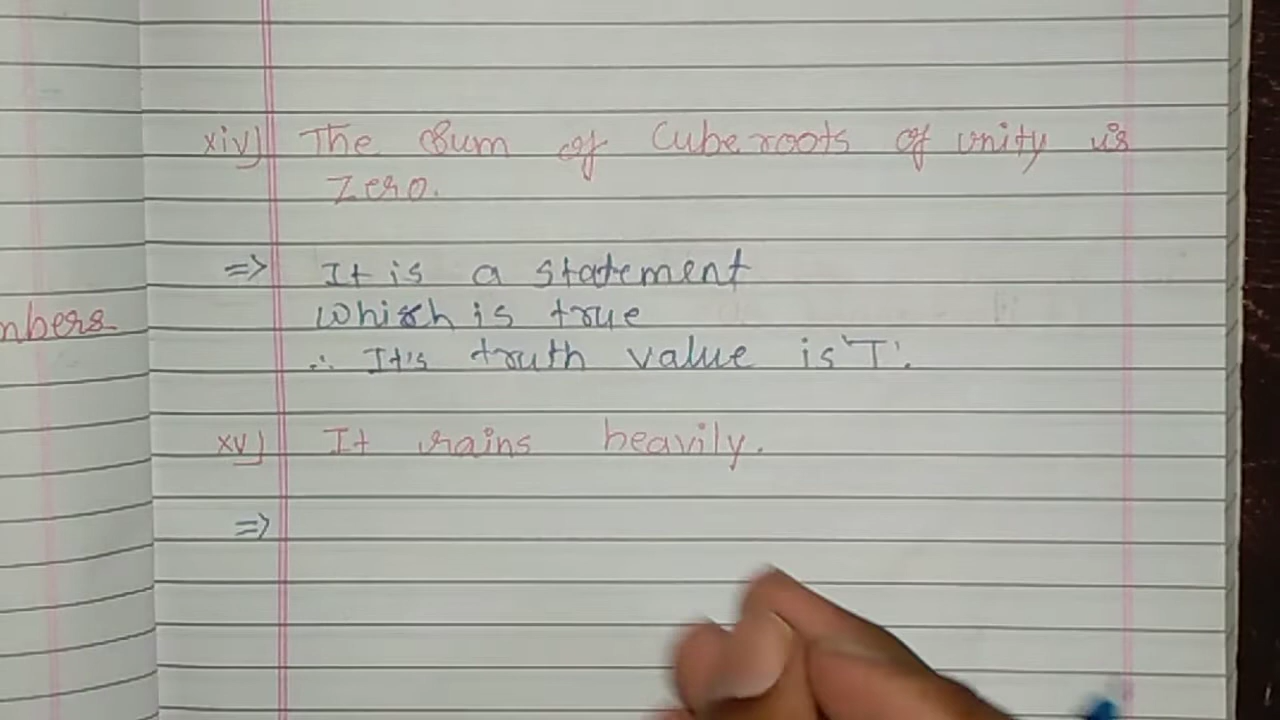 nbers
xiv) The Sum of Cube roots of unity is
Zero.
=> It is a statement
Which is true
∴ It's truth value is 'T'.
xv) It rains heavily.
=>